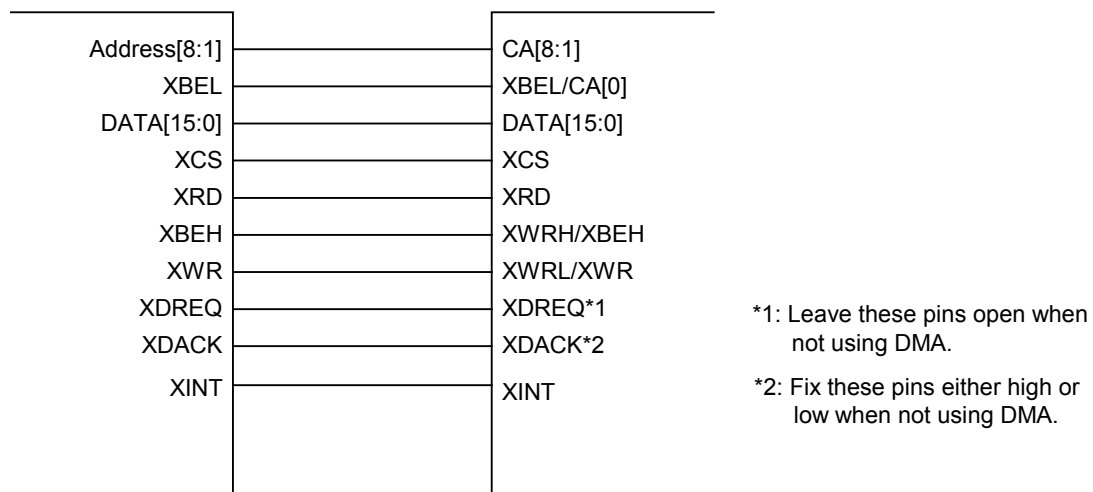 Address[8:1] CA[8:1]
XBEL XBEL/CA[0]
DATA[15:0] DATA[15:0]
XCS XCS
XRD XRD
XBEH XWRH/XBEH
XWR XWRL/XWR
XDREQ XDREQ*1
XDACK XDACK*2
XINT XINT
*1: Leave these pins open when
not using DMA.
*2: Fix these pins either high or
low when not using DMA.